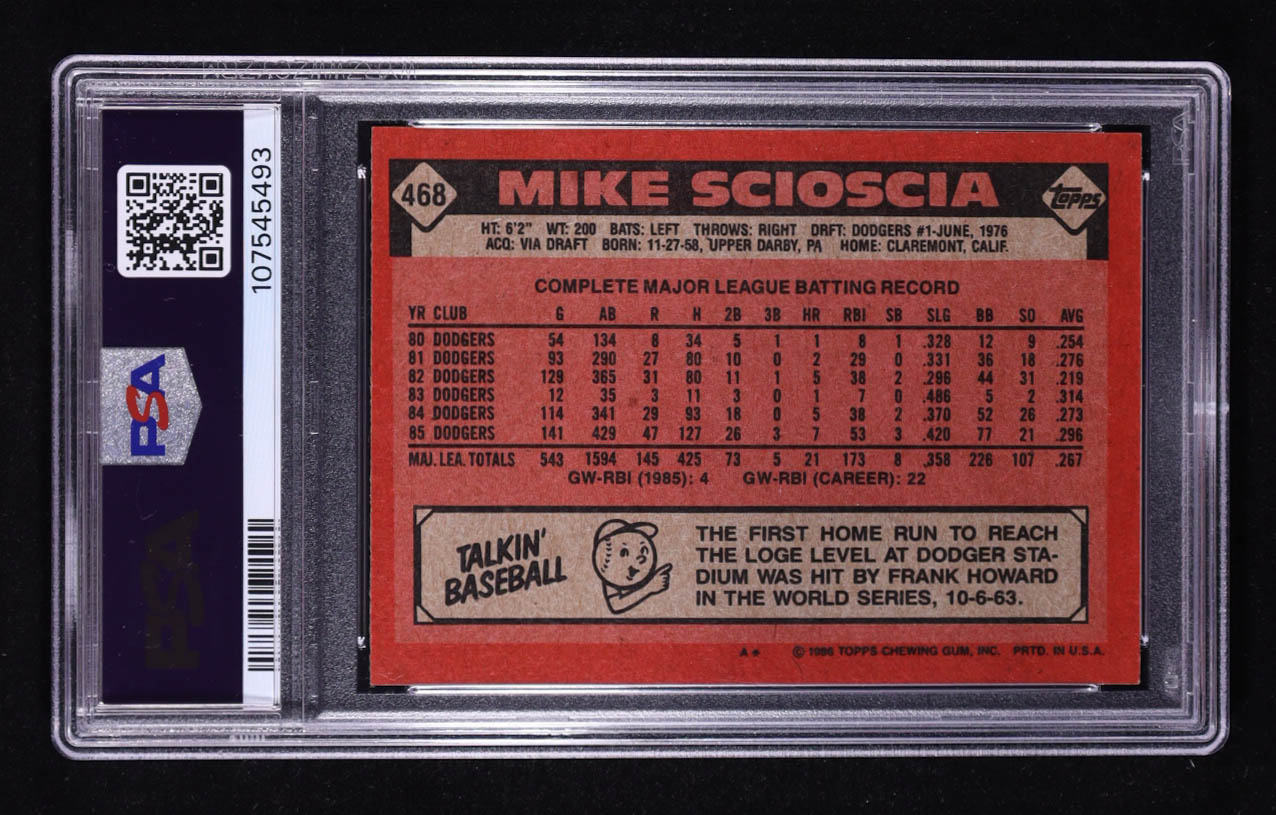 468 MIKE SCIOSCIA topps
HT: 6'2" WT: 200 BATS: LEFT THROWS: RIGHT DRFT: DODGERS #1-JUNE, 1976
ACQ: VIA DRAFT BORN: 11-27-58, UPPER DARBY, PA HOME: CLAREMONT, CALIF.
COMPLETE MAJOR LEAGUE BATTING RECORD
YR CLUB G AB R H 2B 3B HR RBI SB SLG BB SO AVG
80 DODGERS 54 134 8 34 5 1 1 8 1 .328 12 9 .254
81 DODGERS 93 290 27 80 10 0 2 29 0 .331 36 18 .276
82 DODGERS 129 365 31 80 11 1 5 38 2 .296 44 31 .219
83 DODGERS 12 35 3 11 3 0 1 7 0 .486 5 2 .314
84 DODGERS 114 341 29 93 18 0 5 38 2 .370 52 26 .273
85 DODGERS 141 429 47 127 26 3 7 53 3 .420 77 21 .296
MAJ. LEA. TOTALS 543 1594 145 425 73 5 21 173 8 .358 226 107 .267
GW-RBI (1985): 4 GW-RBI (CAREER): 22
TALKIN'
BASEBALL
THE FIRST HOME RUN TO REACH
THE LOGE LEVEL AT DODGER STA-
DIUM WAS HIT BY FRANK HOWARD
IN THE WORLD SERIES, 10-6-63.
A* © 1986 TOPPS CHEWING GUM, INC. PRTD. IN U.S.A.
107545493
PSA
PSA